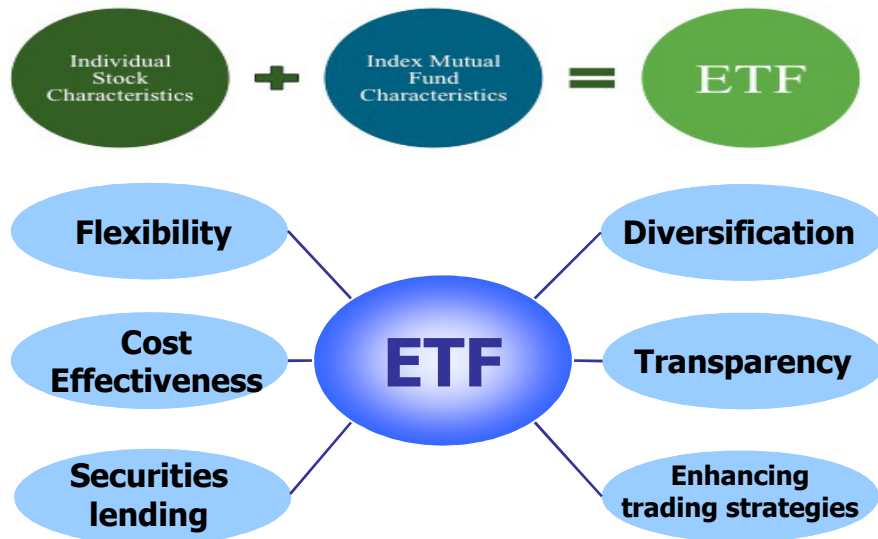 Individual
Stock
Characteristics
+
Index Mutual
Fund
Characteristics
=
ETF
Flexibility
Diversification
Cost
Effectiveness
ETF
Transparency
Securities
lending
Enhancing
trading strategies